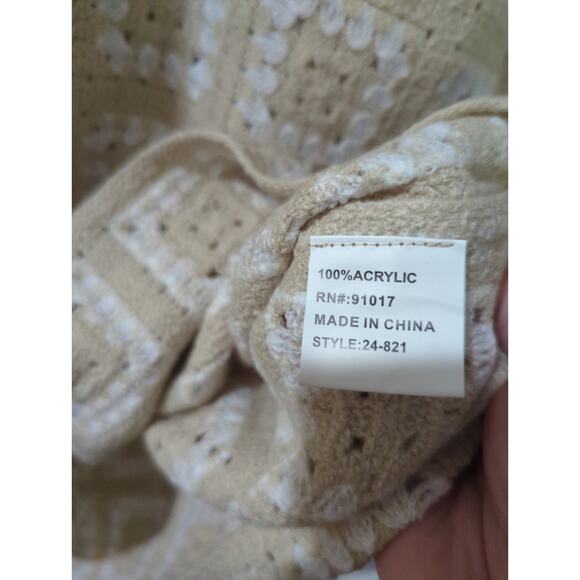 100%ACRYLIC
RN#:91017
MADE IN CHINA
STYLE:24-821